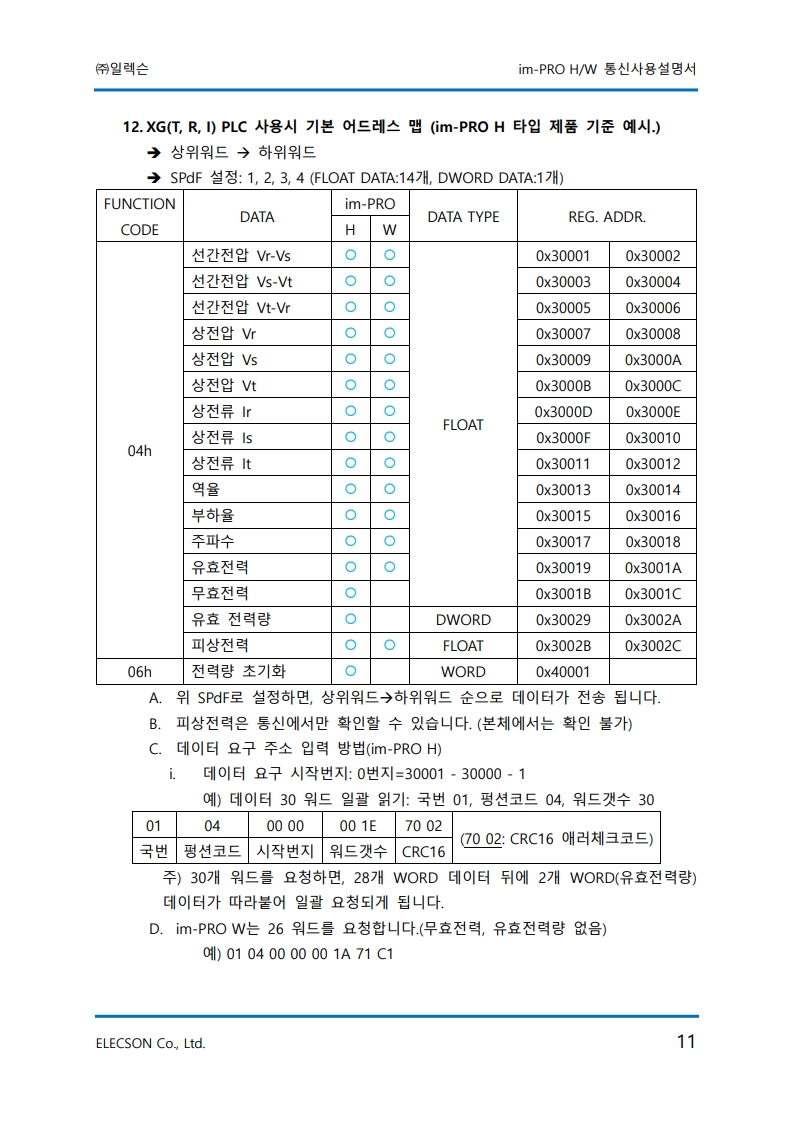 ㈜일렉슨 im-PRO H/W 통신사용설명서
12. XG(T, R, I) PLC 사용시 기본 어드레스 맵 (im-PRO H 타입 제품 기준 예시.)
➔ 상위워드 → 하위워드
➔ SPdF 설정: 1, 2, 3, 4 (FLOAT DATA:14개, DWORD DATA:1개)
FUNCTION CODE DATA im-PRO DATA TYPE REG. ADDR.
H W
04h 선간전압 Vr-Vs ○ ○ FLOAT 0x30001 0x30002
선간전압 Vs-Vt ○ ○ 0x30003 0x30004
선간전압 Vt-Vr ○ ○ 0x30005 0x30006
상전압 Vr ○ ○ 0x30007 0x30008
상전압 Vs ○ ○ 0x30009 0x3000A
상전압 Vt ○ ○ 0x3000B 0x3000C
상전류 Ir ○ ○ 0x3000D 0x3000E
상전류 Is ○ ○ 0x3000F 0x30010
상전류 It ○ ○ 0x30011 0x30012
역율 ○ ○ 0x30013 0x30014
부하율 ○ ○ 0x30015 0x30016
주파수 ○ ○ 0x30017 0x30018
유효전력 ○ ○ 0x30019 0x3001A
무효전력 ○ 0x3001B 0x3001C
유효 전력량 ○ DWORD 0x30029 0x3002A
피상전력 ○ ○ FLOAT 0x3002B 0x3002C
06h 전력량 초기화 ○ WORD 0x40001
A. 위 SPdF로 설정하면, 상위워드➔하위워드 순으로 데이터가 전송 됩니다.
B. 피상전력은 통신에서만 확인할 수 있습니다. (본체에서는 확인 불가)
C. 데이터 요구 주소 입력 방법(im-PRO H)
i. 데이터 요구 시작번지: 0번지=30001 - 30000 - 1
예) 데이터 30 워드 일괄 읽기: 국번 01, 펑션코드 04, 워드갯수 30
01 04 00 00 00 1E 70 02 (70 02: CRC16 애러체크코드)
국번 펑션코드 시작번지 워드갯수 CRC16
주) 30개 워드를 요청하면, 28개 WORD 데이터 뒤에 2개 WORD(유효전력량)
데이터가 따라붙어 일괄 요청되게 됩니다.
D. im-PRO W는 26 워드를 요청합니다.(무효전력, 유효전력량 없음)
예) 01 04 00 00 00 1A 71 C1
ELECSON Co., Ltd. 11